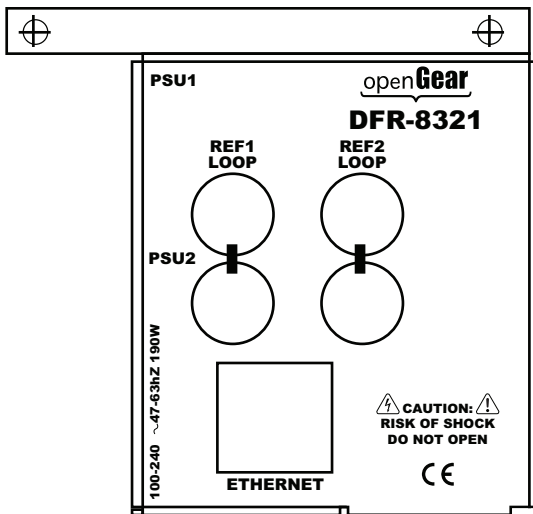 PSU1
openGear
DFR-8321
REF1
LOOP
REF2
LOOP
PSU2
100-240 ~47-63hZ 190W
ETHERNET
CAUTION:
RISK OF SHOCK
DO NOT OPEN
CE